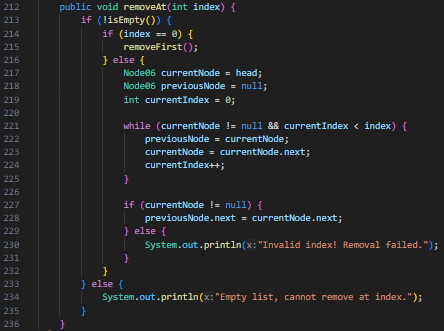 212 public void removeAt(int index) {
213 if (!isEmpty()) {
214 if (index == 0) {
215 removeFirst();
216 } else {
217 Node06 currentNode = head;
218 Node06 previousNode = null;
219 int currentIndex = 0;
220
221 while (currentNode != null && currentIndex < index) {
222 previousNode = currentNode;
223 currentNode = currentNode.next;
224 currentIndex++;
225 }
226
227 if (currentNode != null) {
228 previousNode.next = currentNode.next;
229 } else {
230 System.out.println(x:"Invalid index! Removal failed.");
231 }
232 }
233 } else {
234 System.out.println(x:"Empty list, cannot remove at index.");
235 }
236 }